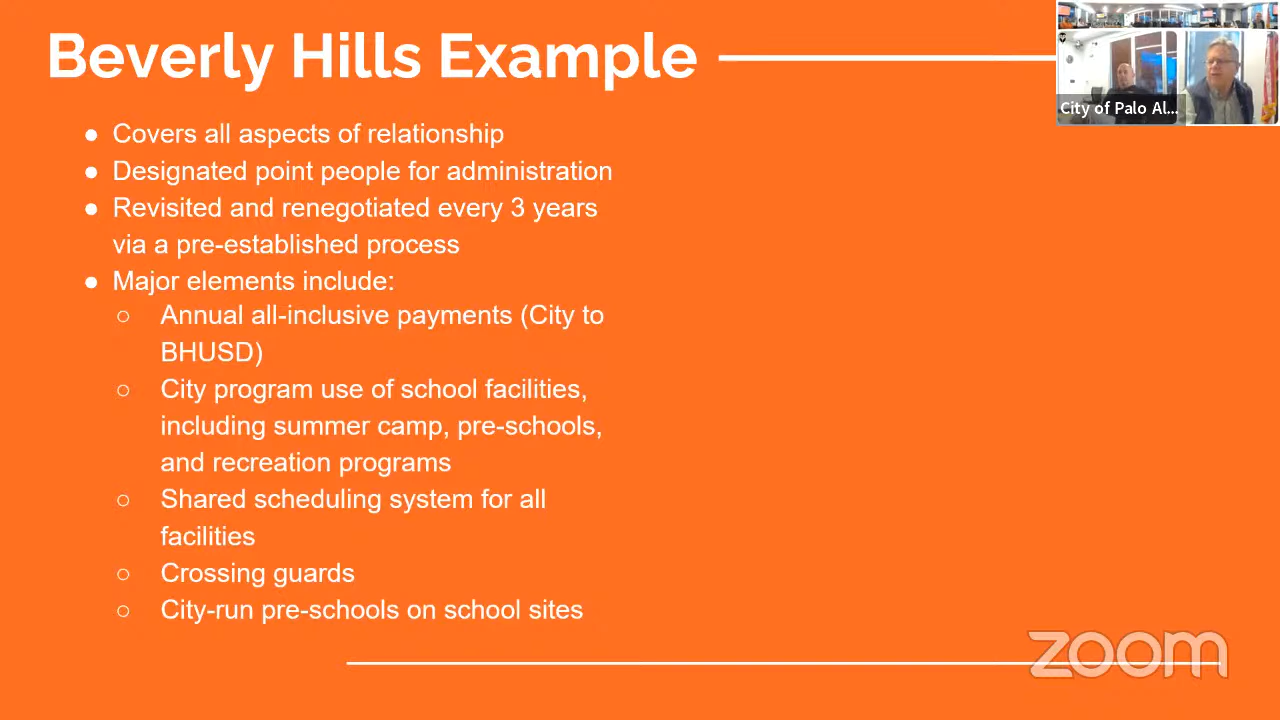 Beverly Hills Example
City of Palo Al...
● Covers all aspects of relationship
● Designated point people for administration
● Revisited and renegotiated every 3 years
via a pre-established process
● Major elements include:
○ Annual all-inclusive payments (City to
BHUSD)
○ City program use of school facilities,
including summer camp, pre-schools,
and recreation programs
○ Shared scheduling system for all
facilities
○ Crossing guards
○ City-run pre-schools on school sites
zoom